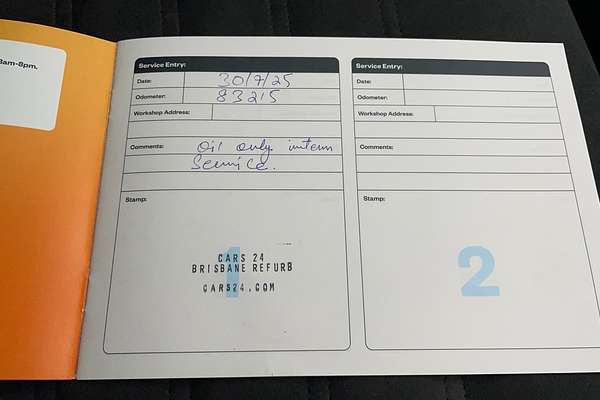 8am-8pm.
Service Entry:
Date: 30/7/25
Odometer: 83215
Workshop Address:
Comments: Oil only interm
Service.
Stamp:
1
CARS 24
BRISBANE REFURB
CARS24.COM
Service Entry:
Date:
Odometer:
Workshop Address:
Comments:
Stamp:
2